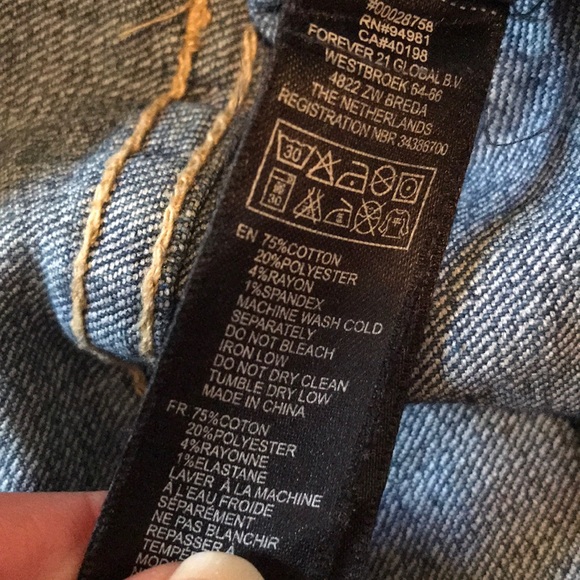 #00028758
RN#94981
CA#40198
FOREVER 21 GLOBAL B.V.
WESTBROEK 64-66
4822 ZW BREDA
THE NETHERLANDS
REGISTRATION NBR 34386700
30
30
EN 75%COTTON
20%POLYESTER
4%RAYON
1%SPANDEX
MACHINE WASH COLD
SEPARATELY
DO NOT BLEACH
IRON LOW
DO NOT DRY CLEAN
TUMBLE DRY LOW
MADE IN CHINA
FR 75%COTTON
20%POLYESTER
4%RAYONNE
1%ELASTANE
LAVER À LA MACHINE
À L'EAU FROIDE
SÉPARÉMENT
NE PAS BLANCHIR
REPASSER À